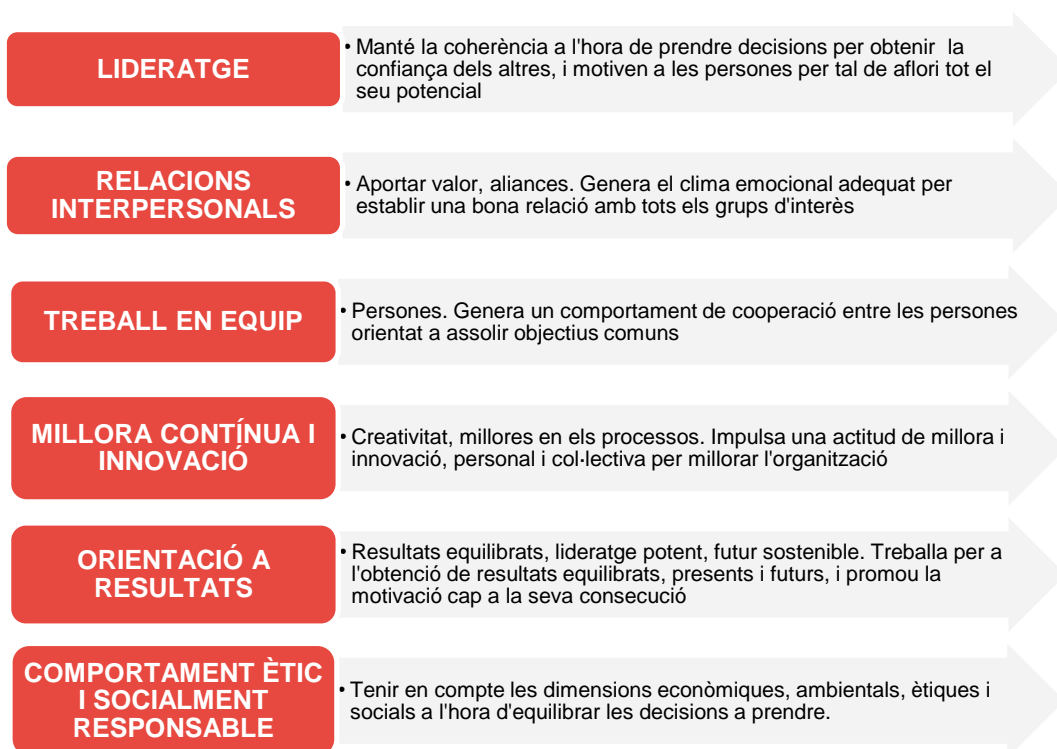 LIDERATGE
• Manté la coherència a l'hora de prendre decisions per obtenir  la
confiança dels altres, i motiven a les persones per tal de aflori tot el
seu potencial
RELACIONS
INTERPERSONALS
• Aportar valor, aliances. Genera el clima emocional adequat per
establir una bona relació amb tots els grups d'interès
TREBALL EN EQUIP
• Persones. Genera un comportament de cooperació entre les persones
orientat a assolir objectius comuns
MILLORA CONTÍNUA I
INNOVACIÓ
• Creativitat, millores en els processos. Impulsa una actitud de millora i
innovació, personal i col·lectiva per millorar l'organització
ORIENTACIÓ A
RESULTATS
• Resultats equilibrats, lideratge potent, futur sostenible. Treballa per a
l'obtenció de resultats equilibrats, presents i futurs, i promou la
motivació cap a la seva consecució
COMPORTAMENT ÈTIC
I SOCIALMENT
RESPONSABLE
• Tenir en compte les dimensions econòmiques, ambientals, ètiques i
socials a l'hora d'equilibrar les decisions a prendre.